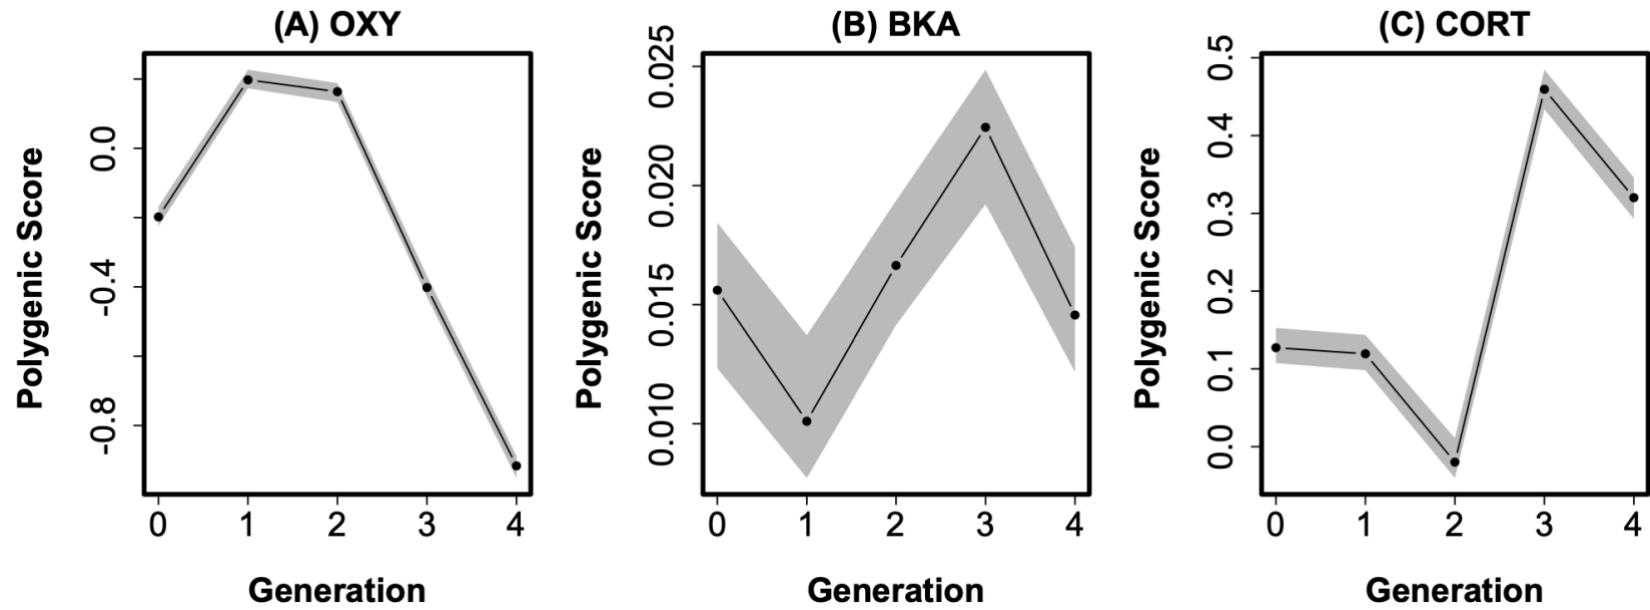 (A) OXY
Polygenic Score
0.0
-0.4
-0.8
0 1 2 3 4
Generation
(B) BKA
Polygenic Score
0.025
0.020
0.015
0.010
0 1 2 3 4
Generation
(C) CORT
Polygenic Score
0.5
0.4
0.3
0.2
0.1
0.0
0 1 2 3 4
Generation